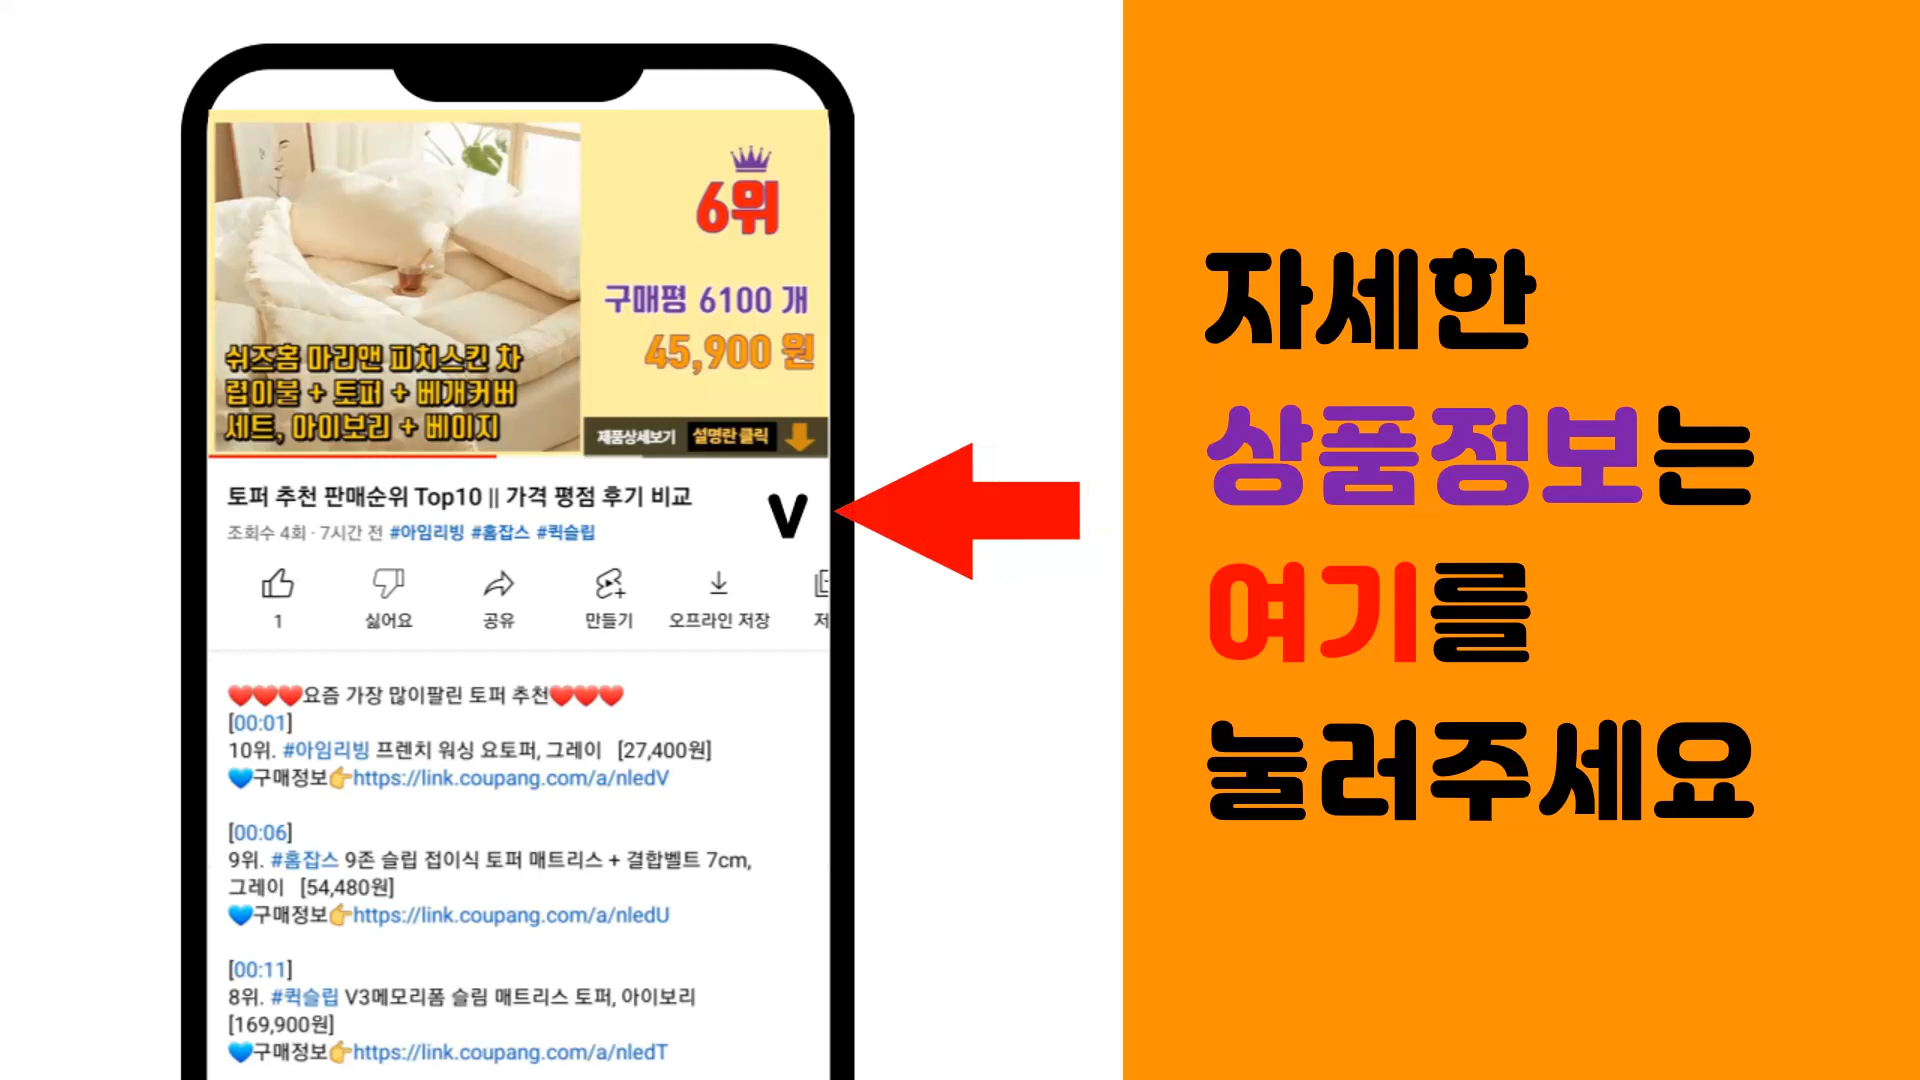 6위
구매평 6100 개
45,900 원
쉬즈홈 마리앤 피치스킨 차
렵이불 + 토퍼 + 베개커버
세트, 아이보리 + 베이지
제품상세보기 설명란 클릭
토퍼 추천 판매순위 Top10 || 가격 평점 후기 비교
V
조회수 4회 · 7시간 전 #아임리빙 #홈잡스 #퀵슬립
1 싫어요 공유 만들기 오프라인 저장 저
❤️❤️❤️요즘 가장 많이팔린 토퍼 추천❤️❤️❤️
[00:01]
10위. #아임리빙 프렌치 워싱 요토퍼, 그레이 [27,400원]
💙구매정보👉https://link.coupang.com/a/nledV
[00:06]
9위. #홈잡스 9존 슬립 접이식 토퍼 매트리스 + 결합벨트 7cm,
그레이 [54,480원]
💙구매정보👉https://link.coupang.com/a/nledU
[00:11]
8위. #퀵슬립 V3메모리폼 슬림 매트리스 토퍼, 아이보리
[169,900원]
💙구매정보👉https://link.coupang.com/a/nledT
자세한
상품정보는
여기를
눌러주세요